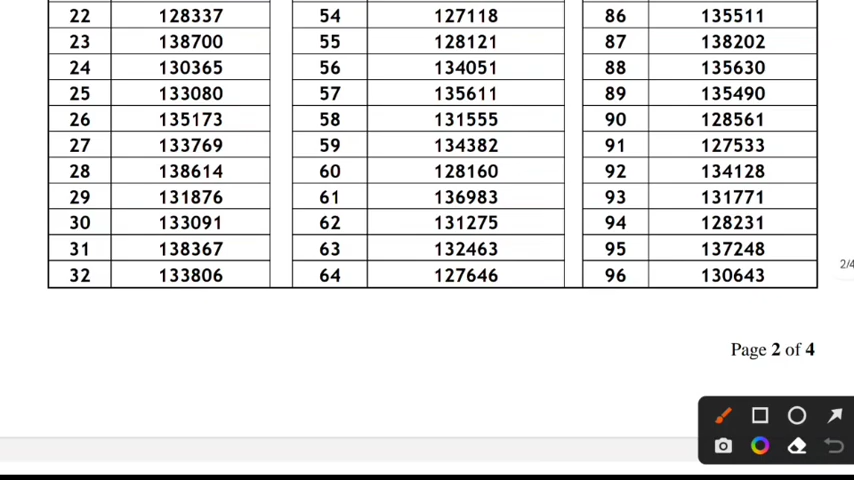 22 128337 54 127118 86 135511
23 138700 55 128121 87 138202
24 130365 56 134051 88 135630
25 133080 57 135611 89 135490
26 135173 58 131555 90 128561
27 133769 59 134382 91 127533
28 138614 60 128160 92 134128
29 131876 61 136983 93 131771
30 133091 62 131275 94 128231
31 138367 63 132463 95 137248
32 133806 64 127646 96 130643
2/4
Page 2 of 4